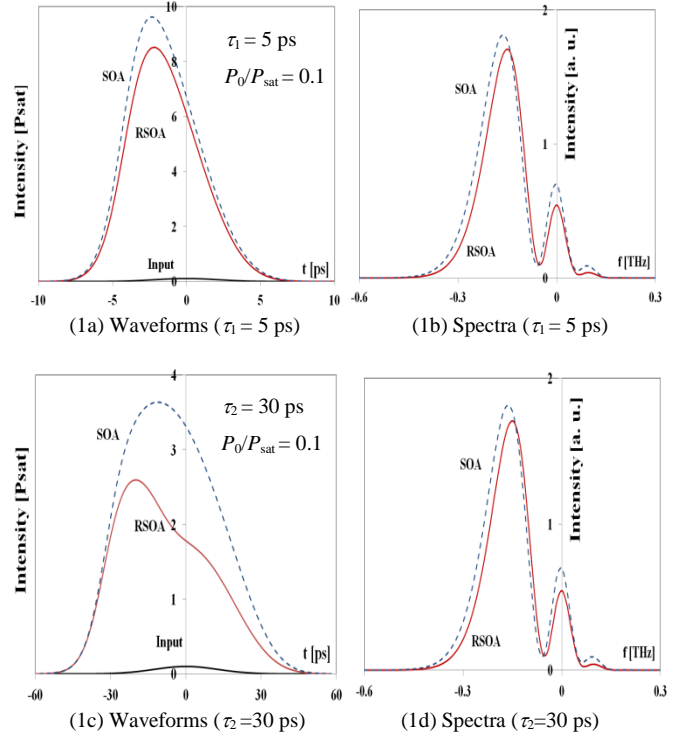 Intensity [Psat]
10
8
6
4
2
0
τ1 = 5 ps
P0/Psat = 0.1
SOA
RSOA
Input
t [ps]
-10 -5 0 5 10
(1a) Waveforms (τ1 = 5 ps)
Intensity [a. u.]
2
1
0
SOA
RSOA
f [THz]
-0.6 -0.3 0 0.3
(1b) Spectra (τ1 = 5 ps)
Intensity [Psat]
4
3
2
1
0
τ2 = 30 ps
P0/Psat = 0.1
SOA
RSOA
Input
t [ps]
-60 -30 0 30 60
(1c) Waveforms (τ2=30 ps)
Intensity [a. u.]
2
1
0
SOA
RSOA
f [THz]
-0.6 -0.3 0 0.3
(1d) Spectra (τ2=30 ps)